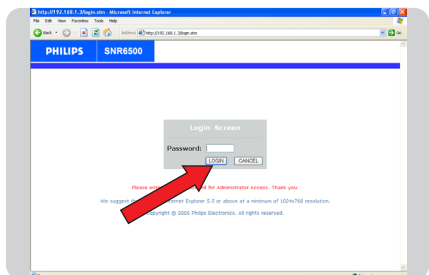 http://192.168.1.3/login.stm - Microsoft Internet Explorer
File Edit View Favorites Tools Help
Back Address http://192.168.1.3/login.stm Go
PHILIPS SNR6500
Login Screen
Password:
LOGIN CANCEL
Please for Administrator Access. Thank you.
We suggest Internet Explorer 5.5 or above at a minimum of 1024x768 resolution.
Copyright © 2005 Philips Electronics. All rights reserved.